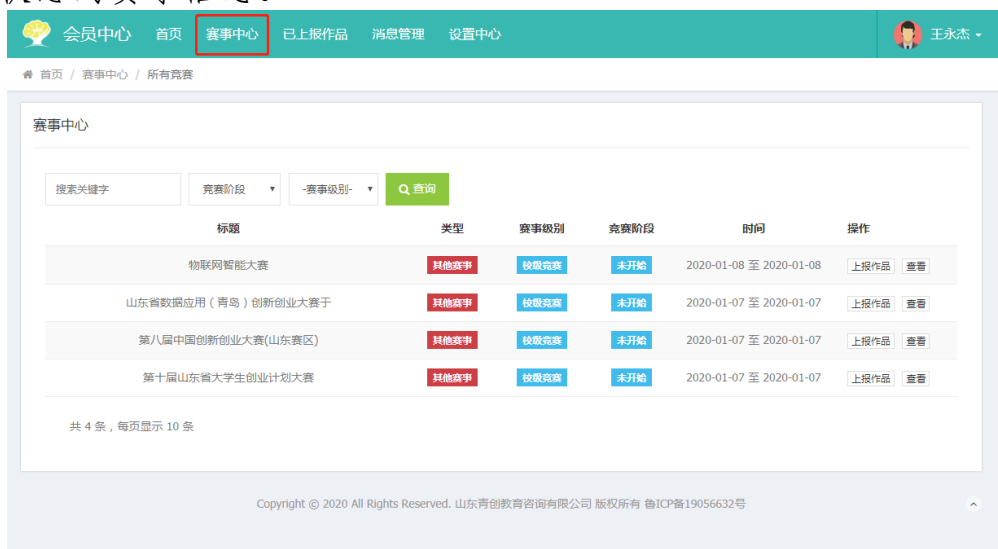 会员中心 首页 赛事中心 已上报作品 消息管理 设置中心 王永杰
首页 / 赛事中心 / 所有竞赛
赛事中心
搜索关键字 竞赛阶段 -赛事级别- 查询
标题 类型 赛事级别 竞赛阶段 时间 操作
物联网智能大赛 其他赛事 校级竞赛 未开始 2020-01-08 至 2020-01-08 上报作品 查看
山东省数据应用(青岛)创新创业大赛于 其他赛事 校级竞赛 未开始 2020-01-07 至 2020-01-07 上报作品 查看
第八届中国创新创业大赛(山东赛区) 其他赛事 校级竞赛 未开始 2020-01-07 至 2020-01-07 上报作品 查看
第十届山东省大学生创业计划大赛 其他赛事 校级竞赛 未开始 2020-01-07 至 2020-01-07 上报作品 查看
共 4 条,每页显示 10 条
Copyright © 2020 All Rights Reserved. 山东青创教育咨询有限公司 版权所有 鲁ICP备19056632号